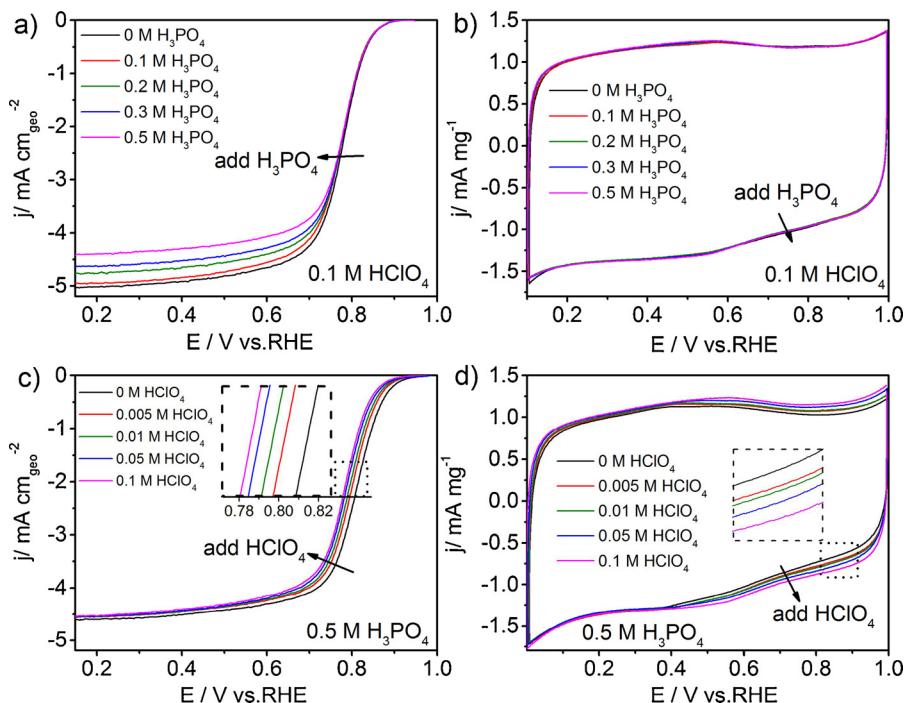 a)
0 M H₃PO₄
0.1 M H₃PO₄
0.2 M H₃PO₄
0.3 M H₃PO₄
0.5 M H₃PO₄
add H₃PO₄
0.1 M HClO₄
j/ mA cm_geo⁻²
0
-1
-2
-3
-4
-5
0.2 0.4 0.6 0.8 1.0
E / V vs.RHE
b)
0 M H₃PO₄
0.1 M H₃PO₄
0.2 M H₃PO₄
0.3 M H₃PO₄
0.5 M H₃PO₄
add H₃PO₄
0.1 M HClO₄
j/ mA mg⁻¹
1.5
1.0
0.5
0.0
-0.5
-1.0
-1.5
0.2 0.4 0.6 0.8 1.0
E / V vs.RHE
c)
0 M HClO₄
0.005 M HClO₄
0.01 M HClO₄
0.05 M HClO₄
0.1 M HClO₄
0.78 0.80 0.82
add HClO₄
0.5 M H₃PO₄
j/ mA cm_geo⁻²
0
-1
-2
-3
-4
-5
0.2 0.4 0.6 0.8 1.0
E / V vs.RHE
d)
0 M HClO₄
0.005 M HClO₄
0.01 M HClO₄
0.05 M HClO₄
0.1 M HClO₄
add HClO₄
0.5 M H₃PO₄
j/ mA mg⁻¹
1.5
1.0
0.5
0.0
-0.5
-1.0
-1.5
0.2 0.4 0.6 0.8 1.0
E / V vs.RHE